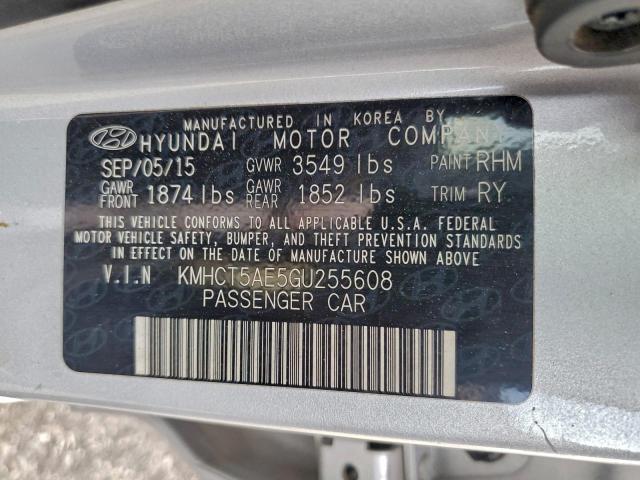 MANUFACTURED IN KOREA BY
HYUNDAI MOTOR COMPANY
SEP/05/15 GVWR 3549 lbs PAINT RHM
GAWR FRONT 1874 lbs GAWR REAR 1852 lbs TRIM RY
THIS VEHICLE CONFORMS TO ALL APPLICABLE U.S.A. FEDERAL
MOTOR VEHICLE SAFETY, BUMPER, AND THEFT PREVENTION STANDARDS
IN EFFECT ON THE DATE OF MANUFACTURE SHOWN ABOVE
V.I.N KMHCT5AE5GU255608
PASSENGER CAR